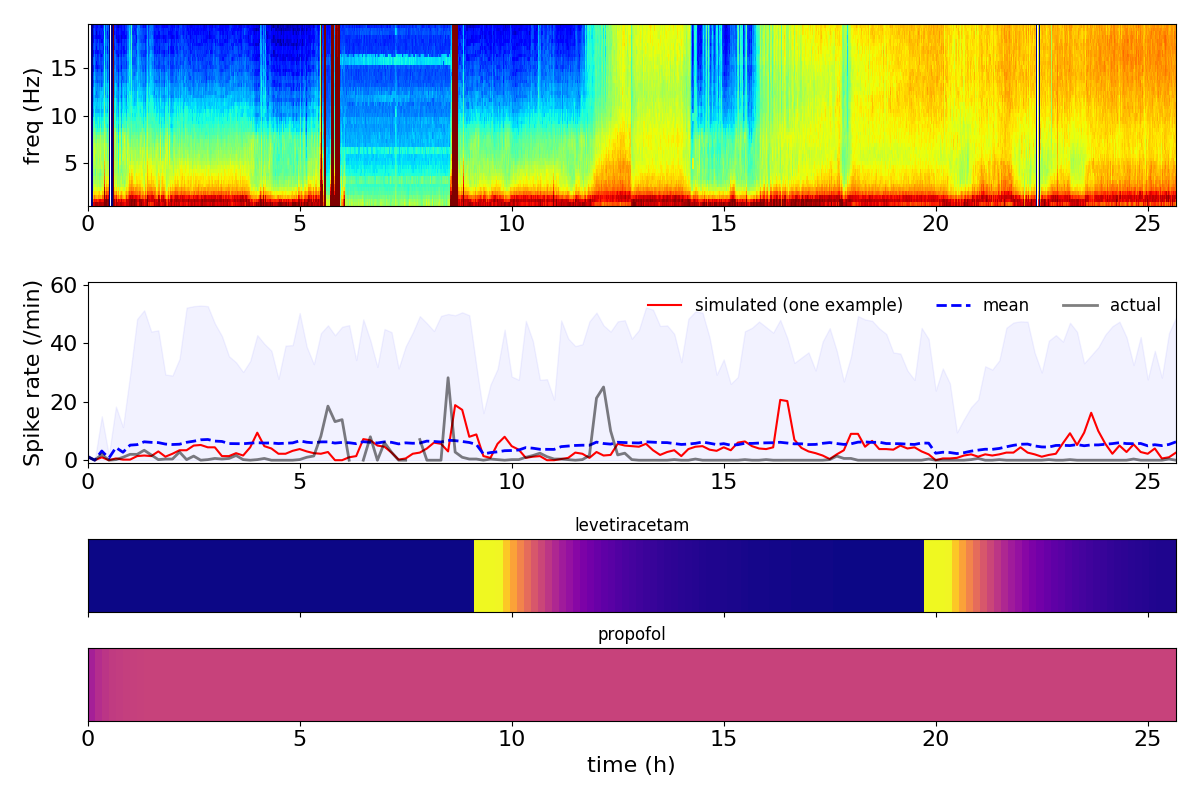 freq (Hz)
15
10
5
0 5 10 15 20 25
Spike rate (/min)
60
40
20
0
simulated (one example) mean actual
0 5 10 15 20 25
levetiracetam
propofol
0 5 10 15 20 25
time (h)